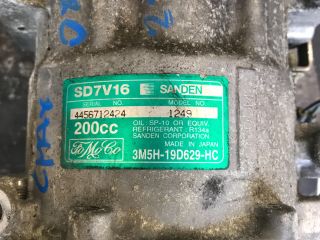 SD7V16 SANDEN
SERIAL NO. MODEL NO.
4456712424 1249
200cc
OIL: SP-10 OR EQUIV.
REFRIGERANT: R134a
SANDEN CORPORATION
MADE IN JAPAN
FoMoCo
3M5H-19D629-HC